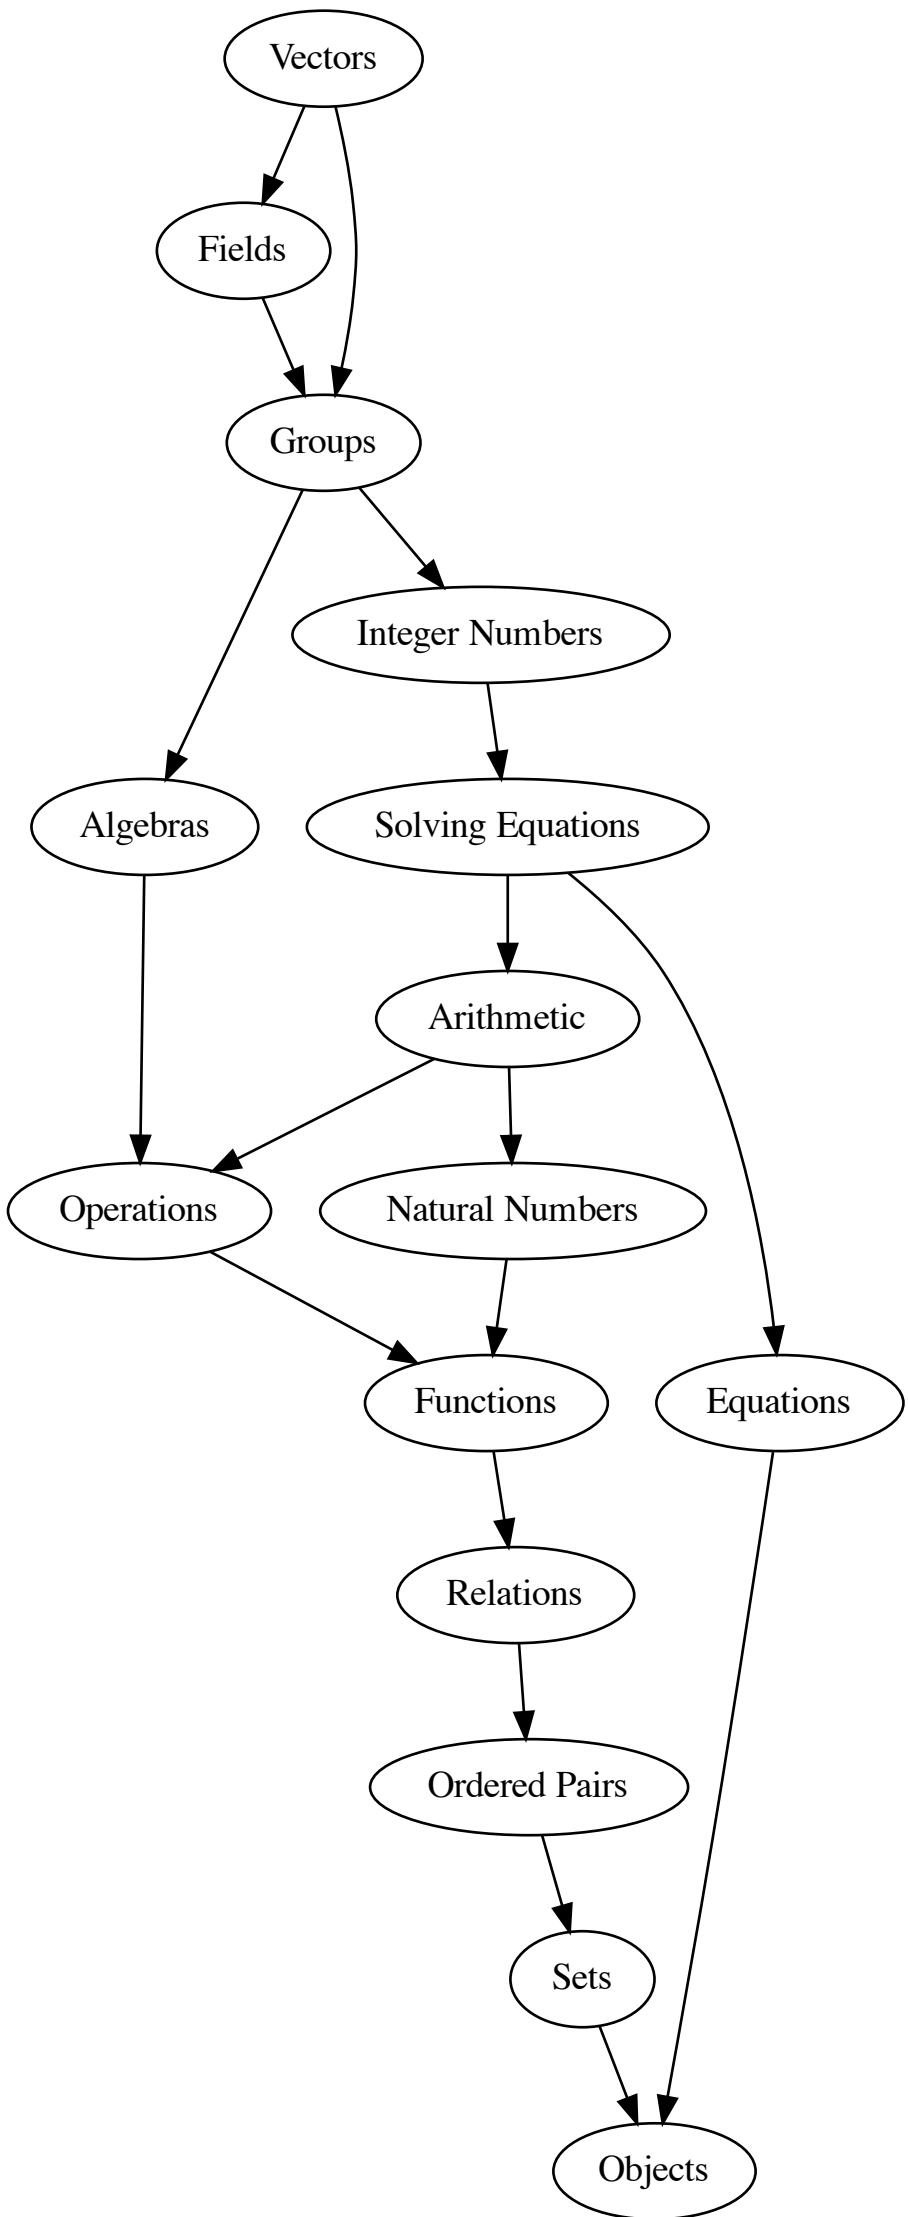 Vectors
Fields
Groups
Integer Numbers
Algebras
Solving Equations
Arithmetic
Operations
Natural Numbers
Functions
Equations
Relations
Ordered Pairs
Sets
Objects